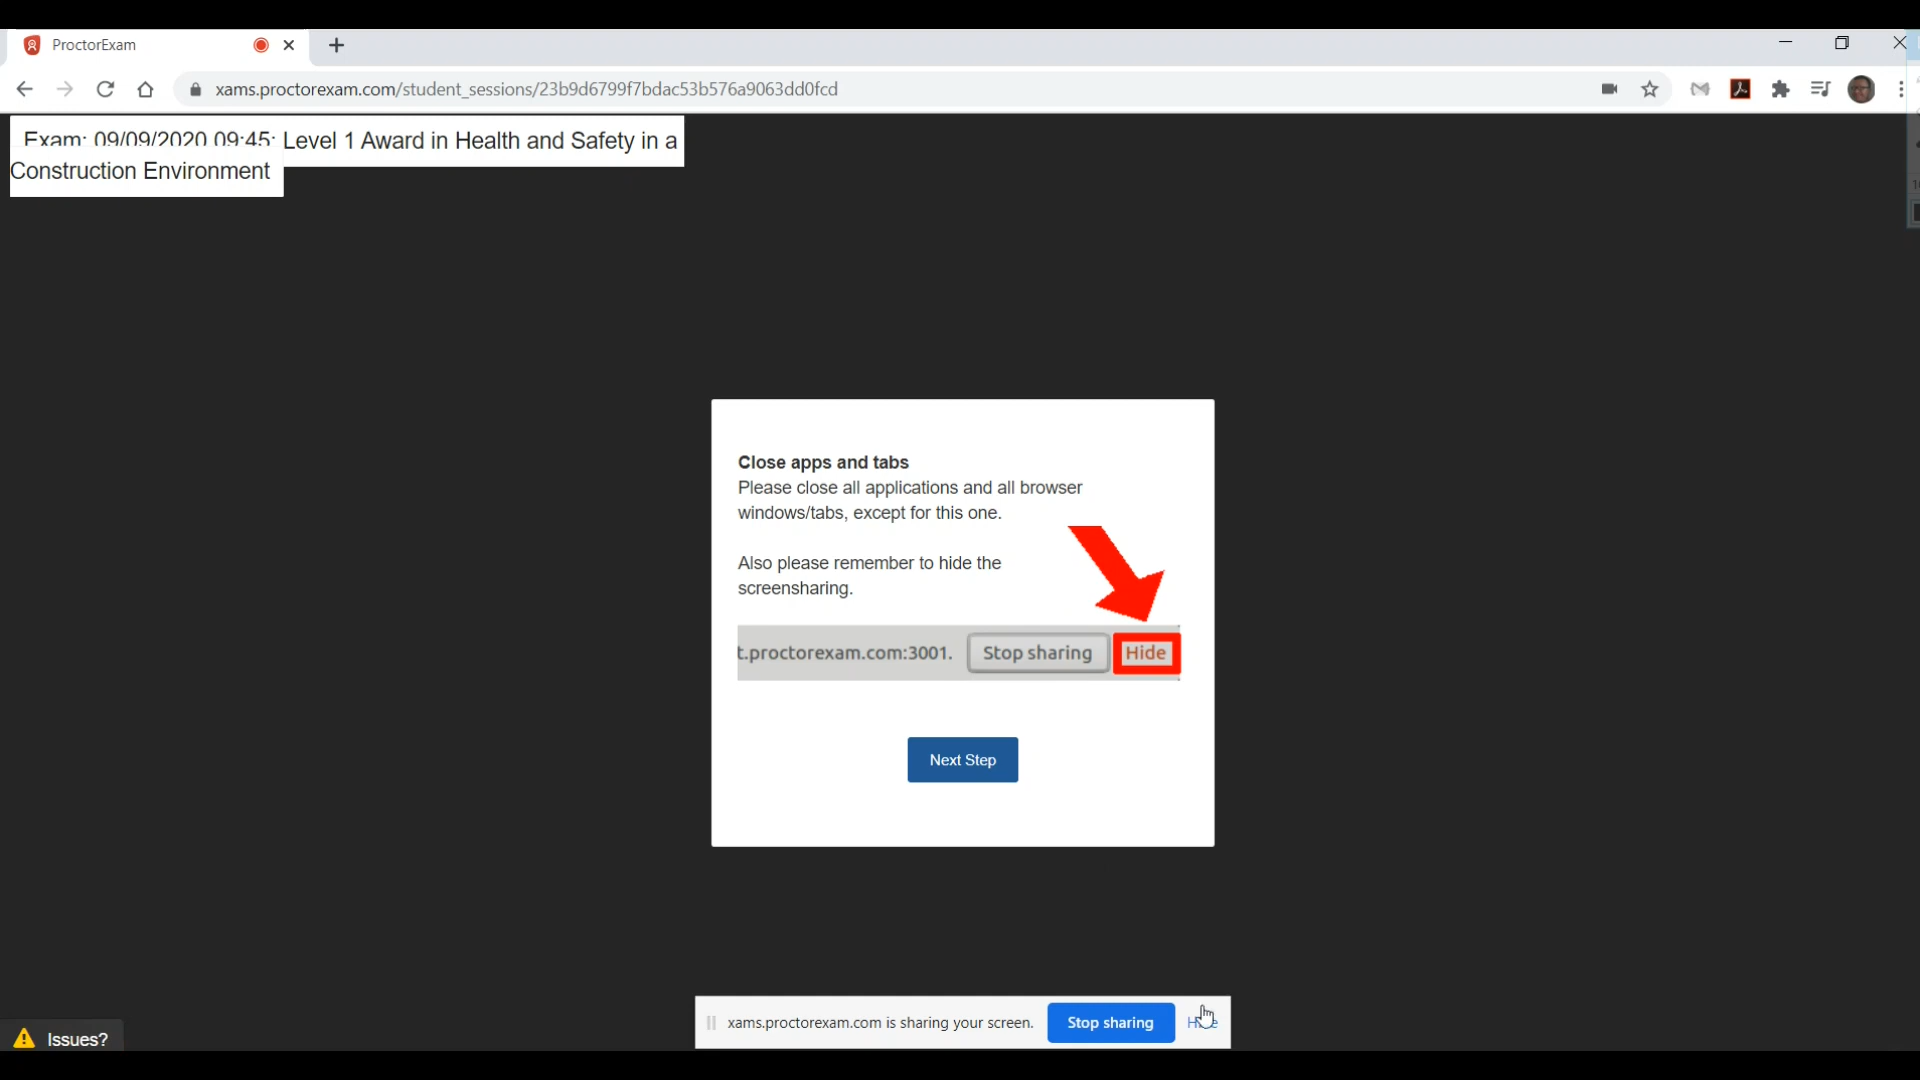 ProctorExam
xams.proctorexam.com/student_sessions/23b9d6799f7bdac53b576a9063dd0fcd
Exam: 09/09/2020 09:45: Level 1 Award in Health and Safety in a
Construction Environment
Close apps and tabs
Please close all applications and all browser
windows/tabs, except for this one.
Also please remember to hide the
screensharing.
t.proctorexam.com:3001. Stop sharing Hide
Next Step
xams.proctorexam.com is sharing your screen. Stop sharing Hide
Issues?